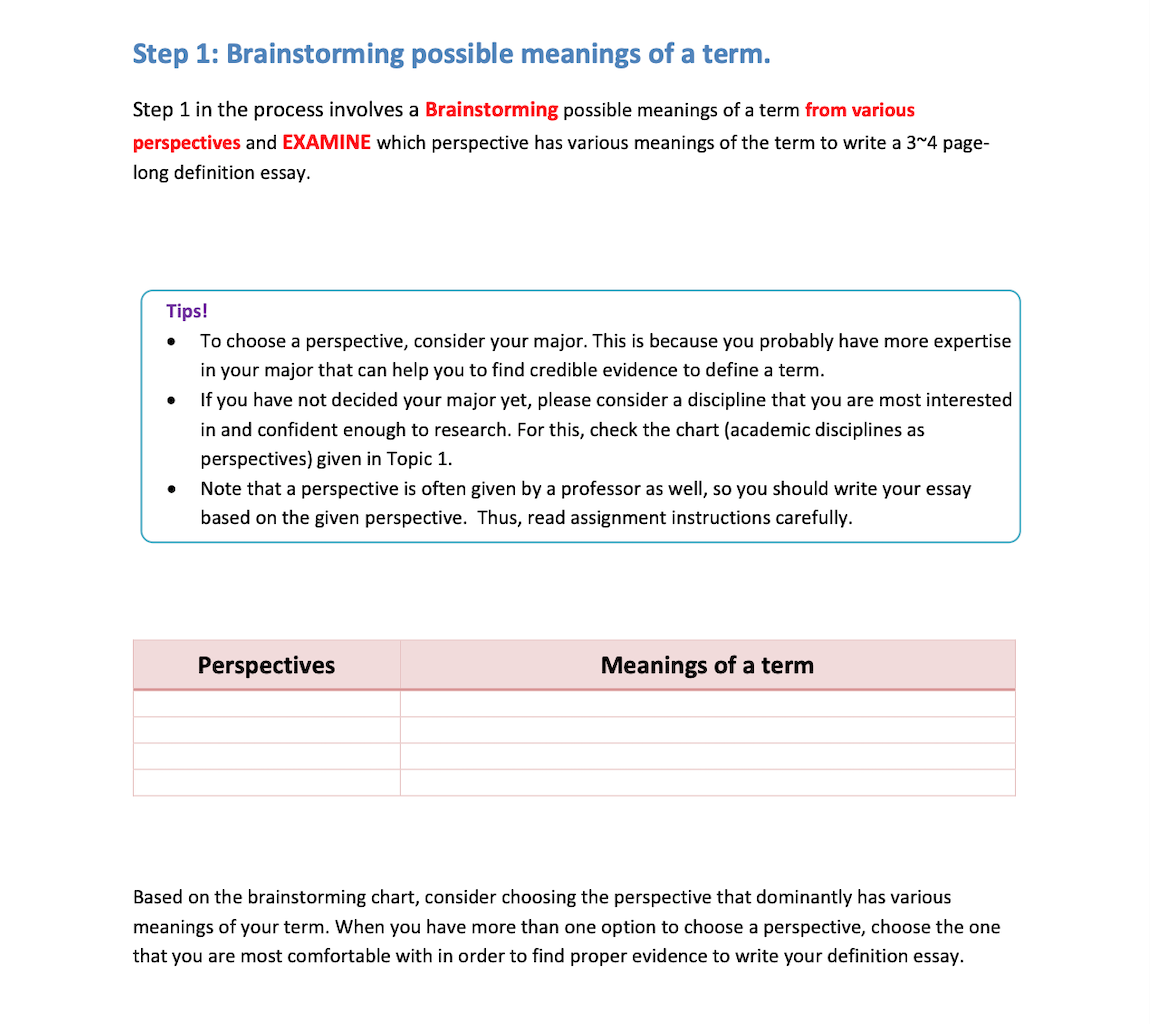 Step 1: Brainstorming possible meanings of a term.
Step 1 in the process involves a Brainstorming possible meanings of a term from various
perspectives and EXAMINE which perspective has various meanings of the term to write a 3~4 page-
long definition essay.
Tips!
• To choose a perspective, consider your major. This is because you probably have more expertise
in your major that can help you to find credible evidence to define a term.
• If you have not decided your major yet, please consider a discipline that you are most interested
in and confident enough to research. For this, check the chart (academic disciplines as
perspectives) given in Topic 1.
• Note that a perspective is often given by a professor as well, so you should write your essay
based on the given perspective.  Thus, read assignment instructions carefully.
Perspectives Meanings of a term
Based on the brainstorming chart, consider choosing the perspective that dominantly has various
meanings of your term. When you have more than one option to choose a perspective, choose the one
that you are most comfortable with in order to find proper evidence to write your definition essay.